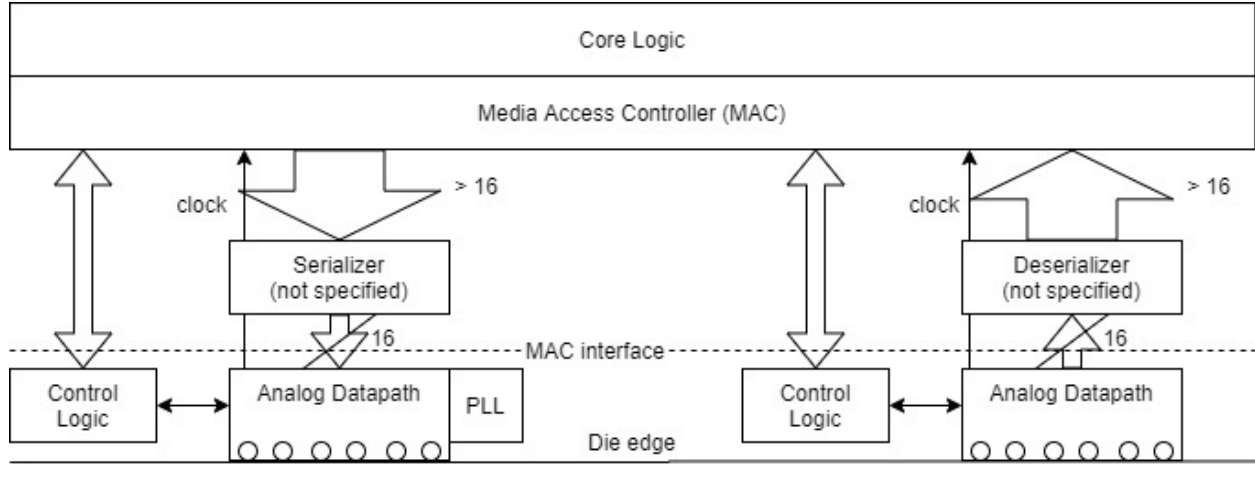 Core Logic
Media Access Controller (MAC)
clock
> 16
clock
> 16
Serializer
(not specified)
Deserializer
(not specified)
16
16
MAC interface
Control
Logic
Analog Datapath
PLL
Control
Logic
Analog Datapath
Die edge